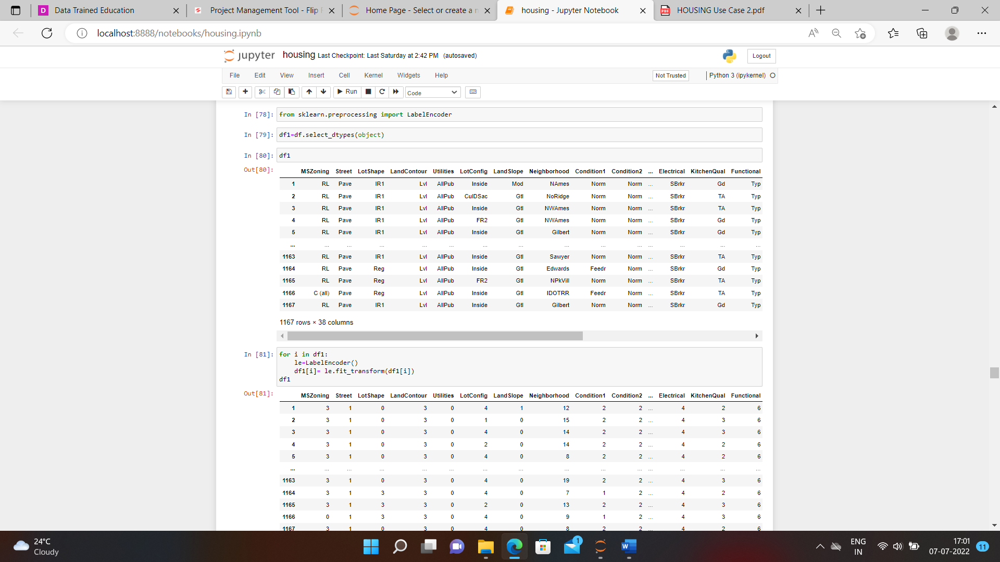 Data Trained Education
Project Management Tool - Flip
Home Page - Select or create a n
housing - Jupyter Notebook
HOUSING Use Case 2.pdf
localhost:8888/notebooks/housing.ipynb
jupyter housing Last Checkpoint: Last Saturday at 2:42 PM (autosaved)
Logout
File Edit View Insert Cell Kernel Widgets Help
Not Trusted
Python 3 (ipykernel)
Run
Code
In [78]: from sklearn.preprocessing import LabelEncoder
In [79]: df1=df.select_dtypes(object)
In [80]: df1
Out[80]:
MSZoning Street LotShape LandContour Utilities LotConfig LandSlope Neighborhood Condition1 Condition2 ... Electrical KitchenQual Functional
1 RL Pave IR1 Lvl AllPub Inside Mod NAmes Norm Norm ... SBrkr Gd Typ
2 RL Pave IR1 Lvl AllPub CulDSac Gtl NoRidge Norm Norm ... SBrkr TA Typ
3 RL Pave IR1 Lvl AllPub Inside Gtl NWAmes Norm Norm ... SBrkr TA Typ
4 RL Pave IR1 Lvl AllPub FR2 Gtl NWAmes Norm Norm ... SBrkr Gd Typ
5 RL Pave IR1 Lvl AllPub Inside Gtl Gilbert Norm Norm ... SBrkr Gd Typ
... ... ... ... ... ... ... ... ... ... ... ... ... ... ...
1163 RL Pave IR1 Lvl AllPub Inside Gtl Sawyer Norm Norm ... SBrkr TA Typ
1164 RL Pave Reg Lvl AllPub Inside Gtl Edwards Feedr Norm ... SBrkr Gd Typ
1165 RL Pave Reg Lvl AllPub FR2 Gtl NPkVill Norm Norm ... SBrkr TA Typ
1166 C (all) Pave Reg Lvl AllPub Inside Gtl IDOTRR Feedr Norm ... SBrkr TA Typ
1167 RL Pave IR1 Lvl AllPub Inside Gtl Gilbert Norm Norm ... SBrkr Gd Typ
1167 rows × 38 columns
In [81]: for i in df1:
le=LabelEncoder()
df1[i]= le.fit_transform(df1[i])
df1
Out[81]:
MSZoning Street LotShape LandContour Utilities LotConfig LandSlope Neighborhood Condition1 Condition2 ... Electrical KitchenQual Functional
1 3 1 0 3 0 4 1 12 2 2 ... 4 2 6
2 3 1 0 3 0 1 0 15 2 2 ... 4 3 6
3 3 1 0 3 0 4 0 14 2 2 ... 4 3 6
4 3 1 0 3 0 2 0 14 2 2 ... 4 2 6
5 3 1 0 3 0 4 0 8 2 2 ... 4 2 6
... ... ... ... ... ... ... ... ... ... ... ... ... ... ...
1163 3 1 0 3 0 4 0 19 2 2 ... 4 3 6
1164 3 1 3 3 0 4 0 7 1 2 ... 4 2 6
1165 3 1 3 3 0 2 0 13 2 2 ... 4 3 6
1166 0 1 3 3 0 4 0 9 1 2 ... 4 3 6
1167 3 1 0 3 0 4 0 8 2 2 ... 4 2 6
24°C
Cloudy
1
ENG
IN
17:01
07-07-2022
11